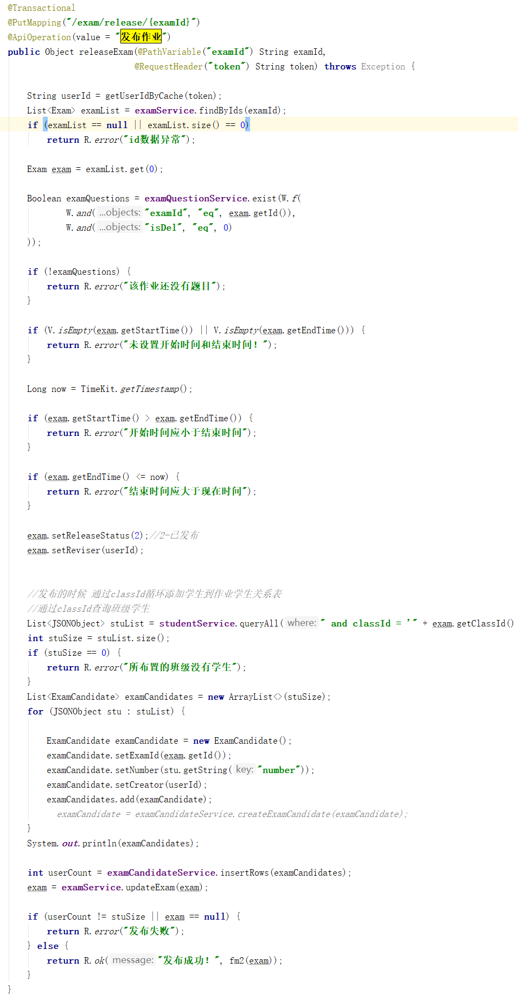 @Transactional
@PutMapping("/exam/release/{examId}")
@ApiOperation(value = "发布作业")
public Object releaseExam(@PathVariable("examId") String examId,
@RequestHeader("token") String token) throws Exception {
String userId = getUserIdByCache(token);
List<Exam> examList = examService.findByIds(examId);
if (examList == null || examList.size() == 0)
return R.error("id数据异常");
Exam exam = examList.get(0);
Boolean examQuestions = examQuestionService.exist(W.f(
W.and( ...objects: "examId", "eq", exam.getId()),
W.and( ...objects: "isDel", "eq", 0)
));
if (!examQuestions) {
return R.error("该作业还没有题目");
}
if (V.isEmpty(exam.getStartTime()) || V.isEmpty(exam.getEndTime())) {
return R.error("未设置开始时间和结束时间！");
}
Long now = TimeKit.getTimestamp();
if (exam.getStartTime() > exam.getEndTime()) {
return R.error("开始时间应小于结束时间");
}
if (exam.getEndTime() <= now) {
return R.error("结束时间应大于现在时间");
}
exam.setReleaseStatus(2);//2-已发布
exam.setReviser(userId);
//发布的时候 通过classId循环添加学生到作业学生关系表
//通过classId查询班级学生
List<JSONObject> stuList = studentService.queryAll( where: " and classId = '" + exam.getClassId()
int stuSize = stuList.size();
if (stuSize == 0) {
return R.error("所布置的班级没有学生");
}
List<ExamCandidate> examCandidates = new ArrayList<>(stuSize);
for (JSONObject stu : stuList) {
ExamCandidate examCandidate = new ExamCandidate();
examCandidate.setExamId(exam.getId());
examCandidate.setNumber(stu.getString( key: "number"));
examCandidate.setCreator(userId);
examCandidates.add(examCandidate);
examCandidate = examCandidateService.createExamCandidate(examCandidate);
}
System.out.println(examCandidates);
int userCount = examCandidateService.insertRows(examCandidates);
exam = examService.updateExam(exam);
if (userCount != stuSize || exam == null) {
return R.error("发布失败");
} else {
return R.ok( message: "发布成功！", fm2(exam));
}
}